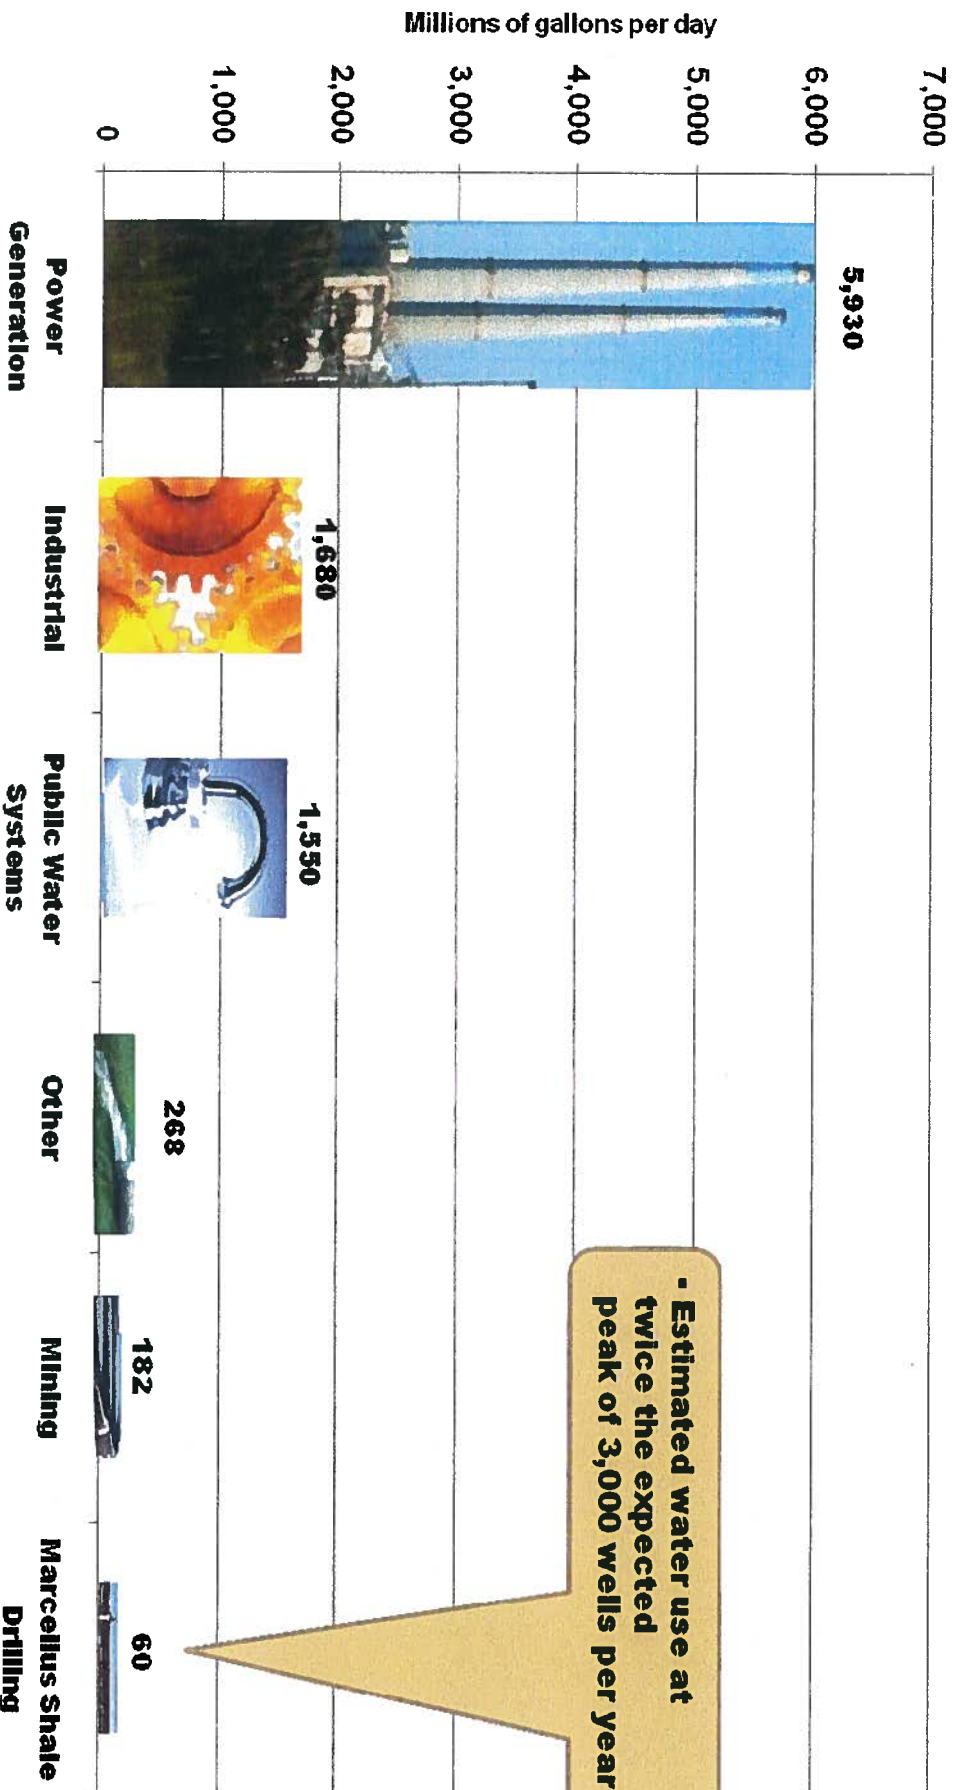 Millions of gallons per day
7,000
6,000
5,000
4,000
3,000
2,000
1,000
0
5,930
1,680
1,550
268
182
60
▪ Estimated water use at
twice the expected
peak of 3,000 wells per year
Power
Generation
Industrial
Public Water
Systems
Other
Mining
Marcellus Shale
Drilling